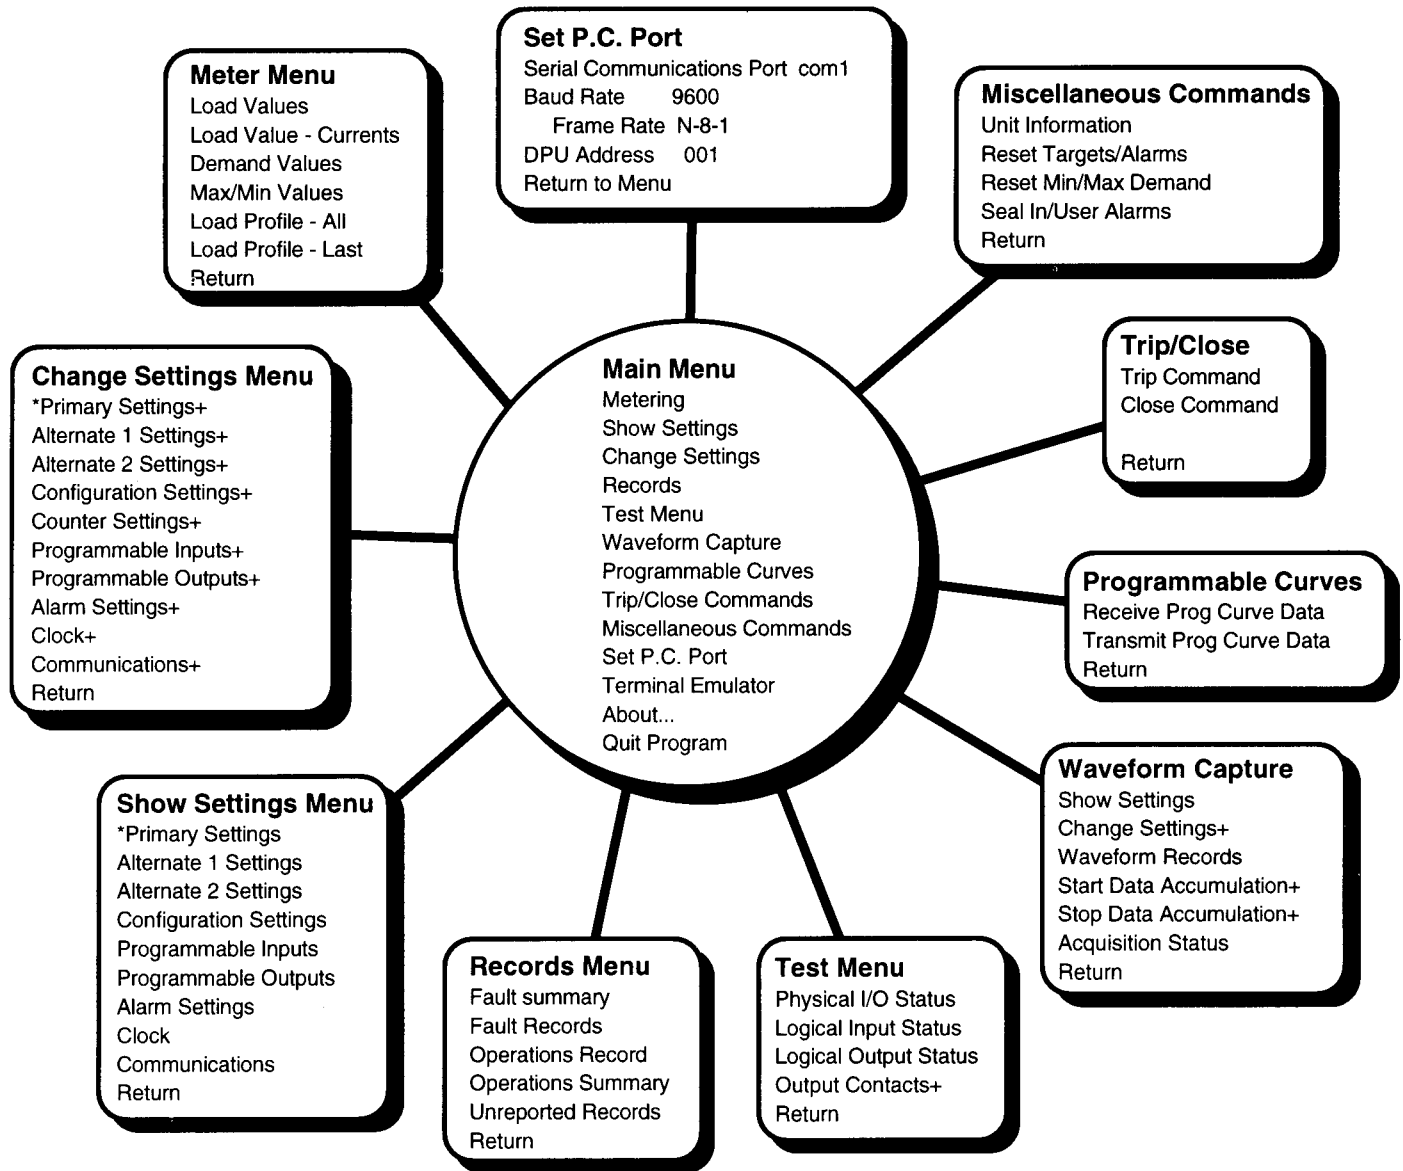 Set P.C. Port
Serial Communications Port com1
Baud Rate 9600
Frame Rate N-8-1
DPU Address 001
Return to Menu
Meter Menu
Load Values
Load Value - Currents
Demand Values
Max/Min Values
Load Profile - All
Load Profile - Last
Return
Miscellaneous Commands
Unit Information
Reset Targets/Alarms
Reset Min/Max Demand
Seal In/User Alarms
Return
Change Settings Menu
*Primary Settings+
Alternate 1 Settings+
Alternate 2 Settings+
Configuration Settings+
Counter Settings+
Programmable Inputs+
Programmable Outputs+
Alarm Settings+
Clock+
Communications+
Return
Main Menu
Metering
Show Settings
Change Settings
Records
Test Menu
Waveform Capture
Programmable Curves
Trip/Close Commands
Miscellaneous Commands
Set P.C. Port
Terminal Emulator
About...
Quit Program
Trip/Close
Trip Command
Close Command
Return
Programmable Curves
Receive Prog Curve Data
Transmit Prog Curve Data
Return
Waveform Capture
Show Settings
Change Settings+
Waveform Records
Start Data Accumulation+
Stop Data Accumulation+
Acquisition Status
Return
Show Settings Menu
*Primary Settings
Alternate 1 Settings
Alternate 2 Settings
Configuration Settings
Programmable Inputs
Programmable Outputs
Alarm Settings
Clock
Communications
Return
Records Menu
Fault summary
Fault Records
Operations Record
Operations Summary
Unreported Records
Return
Test Menu
Physical I/O Status
Logical Input Status
Logical Output Status
Output Contacts+
Return